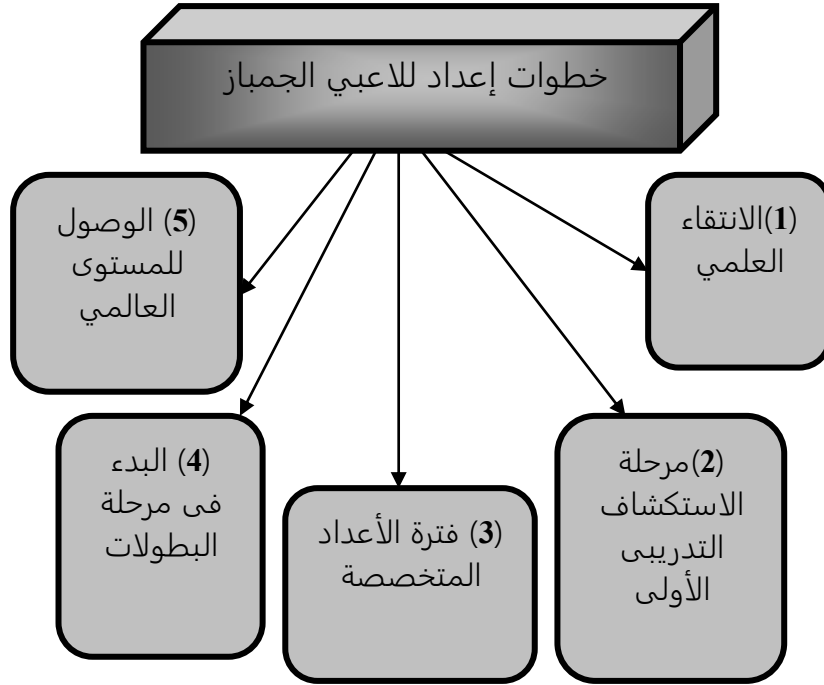 خطوات إعداد للاعبي الجمباز
(1)الانتقاء
العلمي
(2)مرحلة
الاستكشاف
التدريبى
الأولى
(3) فترة الأعداد
المتخصصة
(4) البدء
فى مرحلة
البطولات
(5) الوصول
للمستوى
العالمي